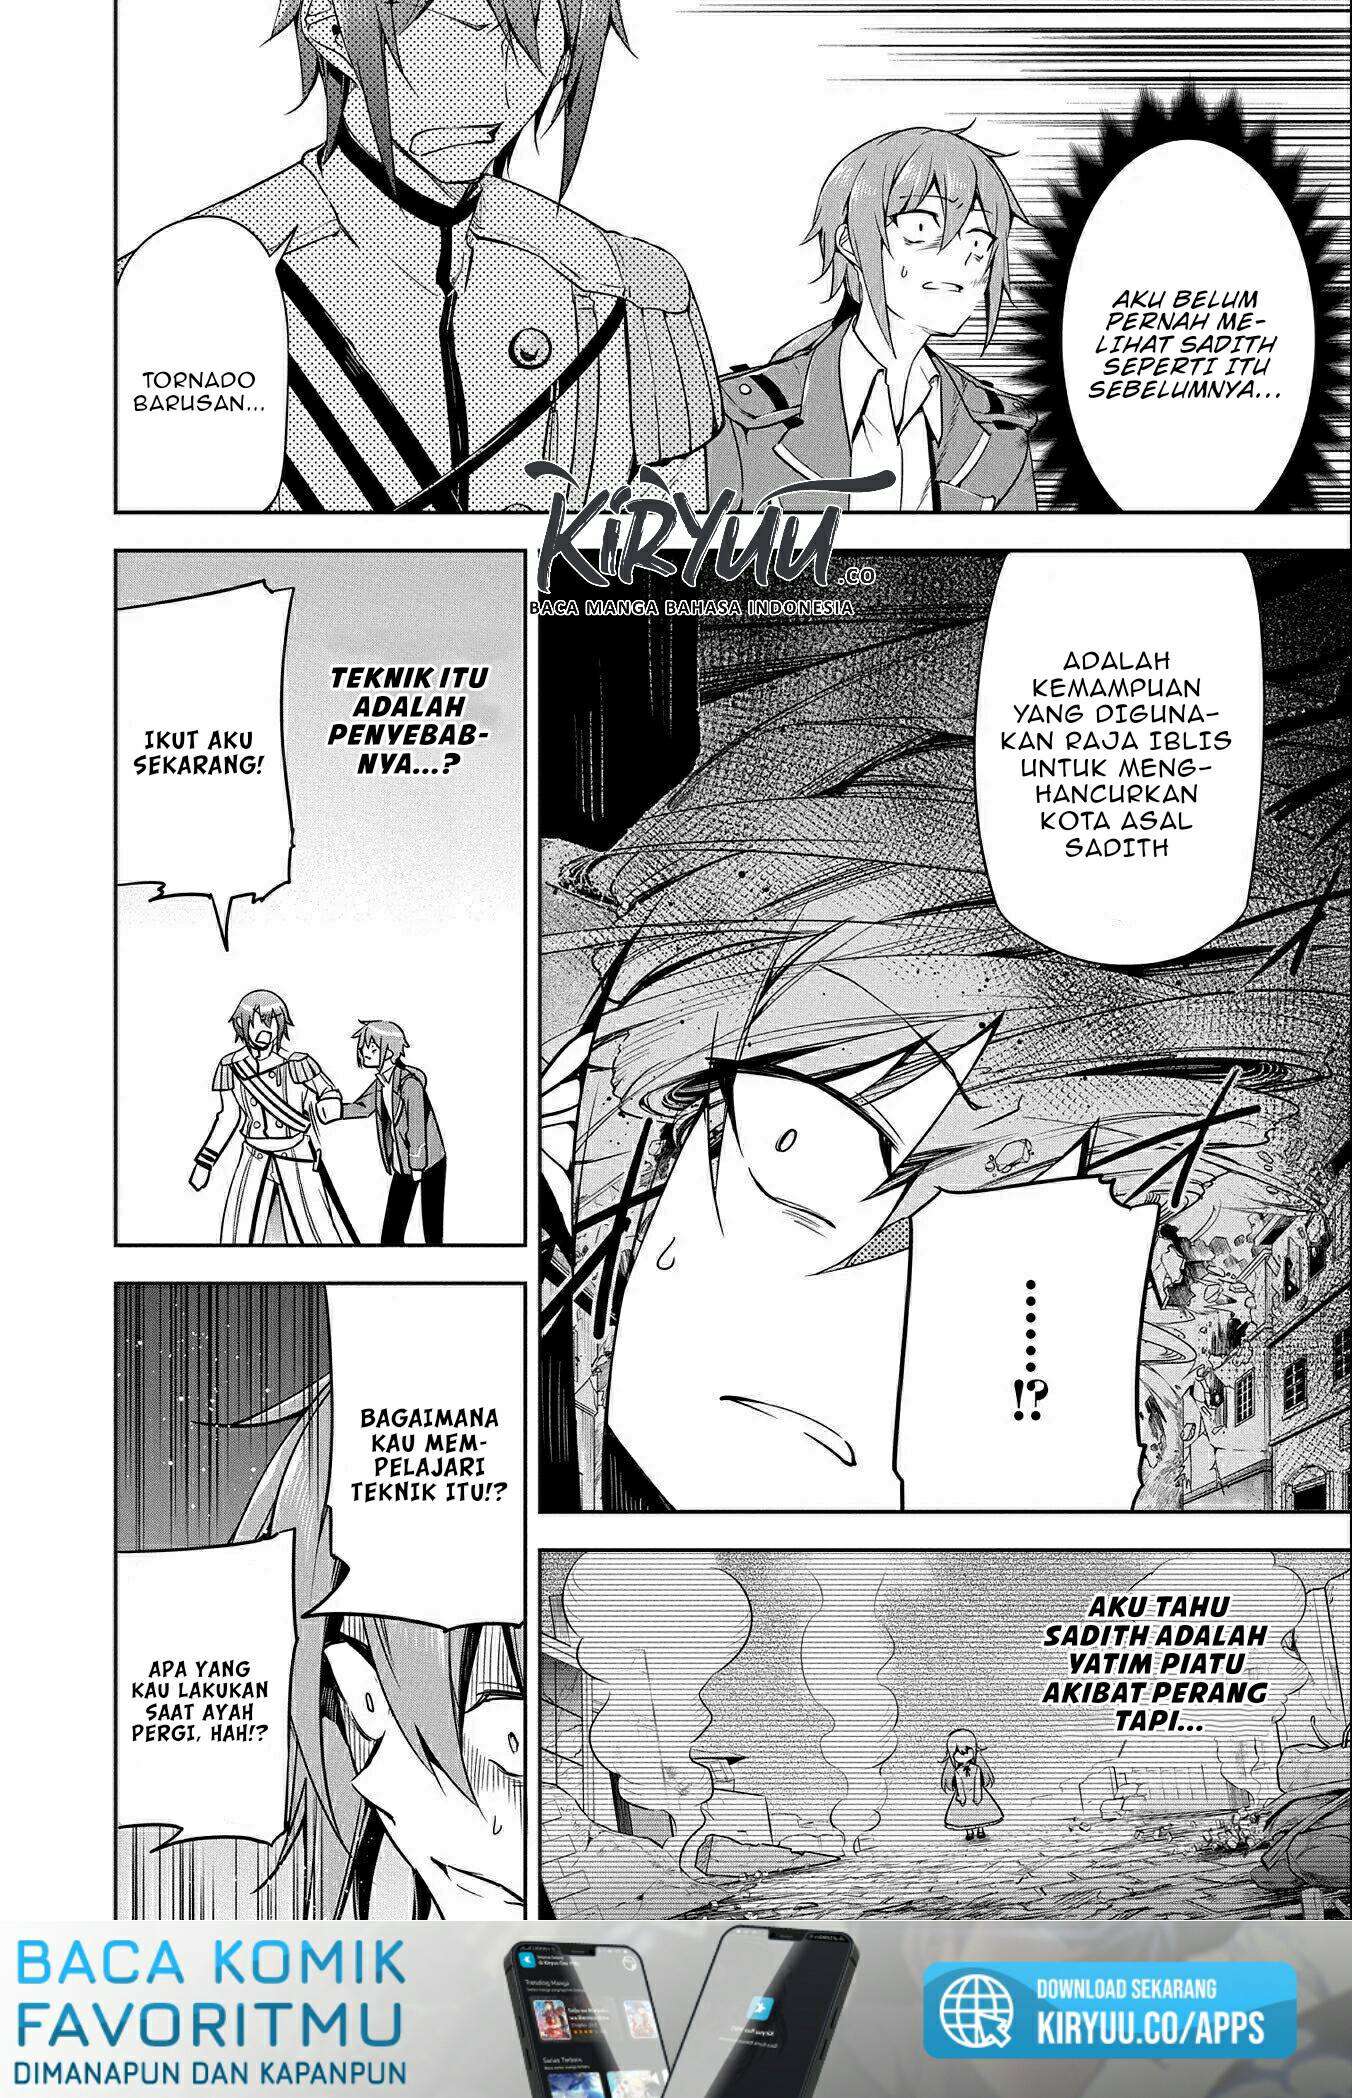 AKU BELUM
PERNAH ME-
LIHAT SADITH
SEPERTI ITU
SEBELUMNYA...
TORNADO
BARUSAN...
KiRYUU.CO
BACA MANGA BAHASA INDONESIA
ADALAH
KEMAMPUAN
YANG DIGUNA-
KAN RAJA IBLIS
UNTUK MENG-
HANCURKAN
KOTA ASAL
SADITH
.......
!?
TEKNIK ITU
ADALAH
PENYEBAB-
NYA...?
IKUT AKU
SEKARANG!
AKU TAHU
SADITH ADALAH
YATIM PIATU
AKIBAT PERANG
TAPI...
BAGAIMANA
KAU MEM-
PELAJARI
TEKNIK ITU!?
APA YANG
KAU LAKUKAN
SAAT AYAH
PERGI, HAH!?
BACA KOMIK
FAVORITMU
DIMANAPUN DAN KAPANPUN
DOWNLOAD SEKARANG
KIRYUU.CO/APPS